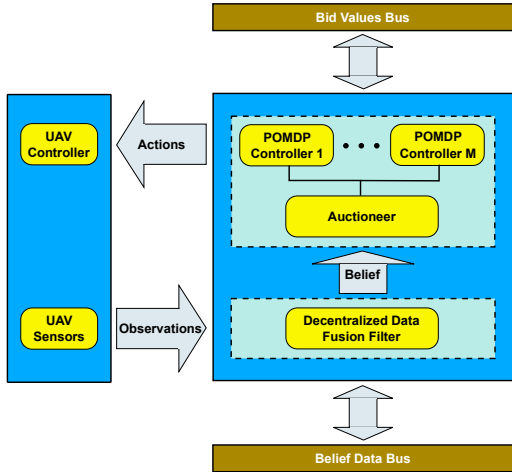 Bid Values Bus
UAV
Controller
Actions
POMDP
Controller 1
• • •
POMDP
Controller M
Auctioneer
Belief
UAV
Sensors
Observations
Decentralized Data
Fusion Filter
Belief Data Bus